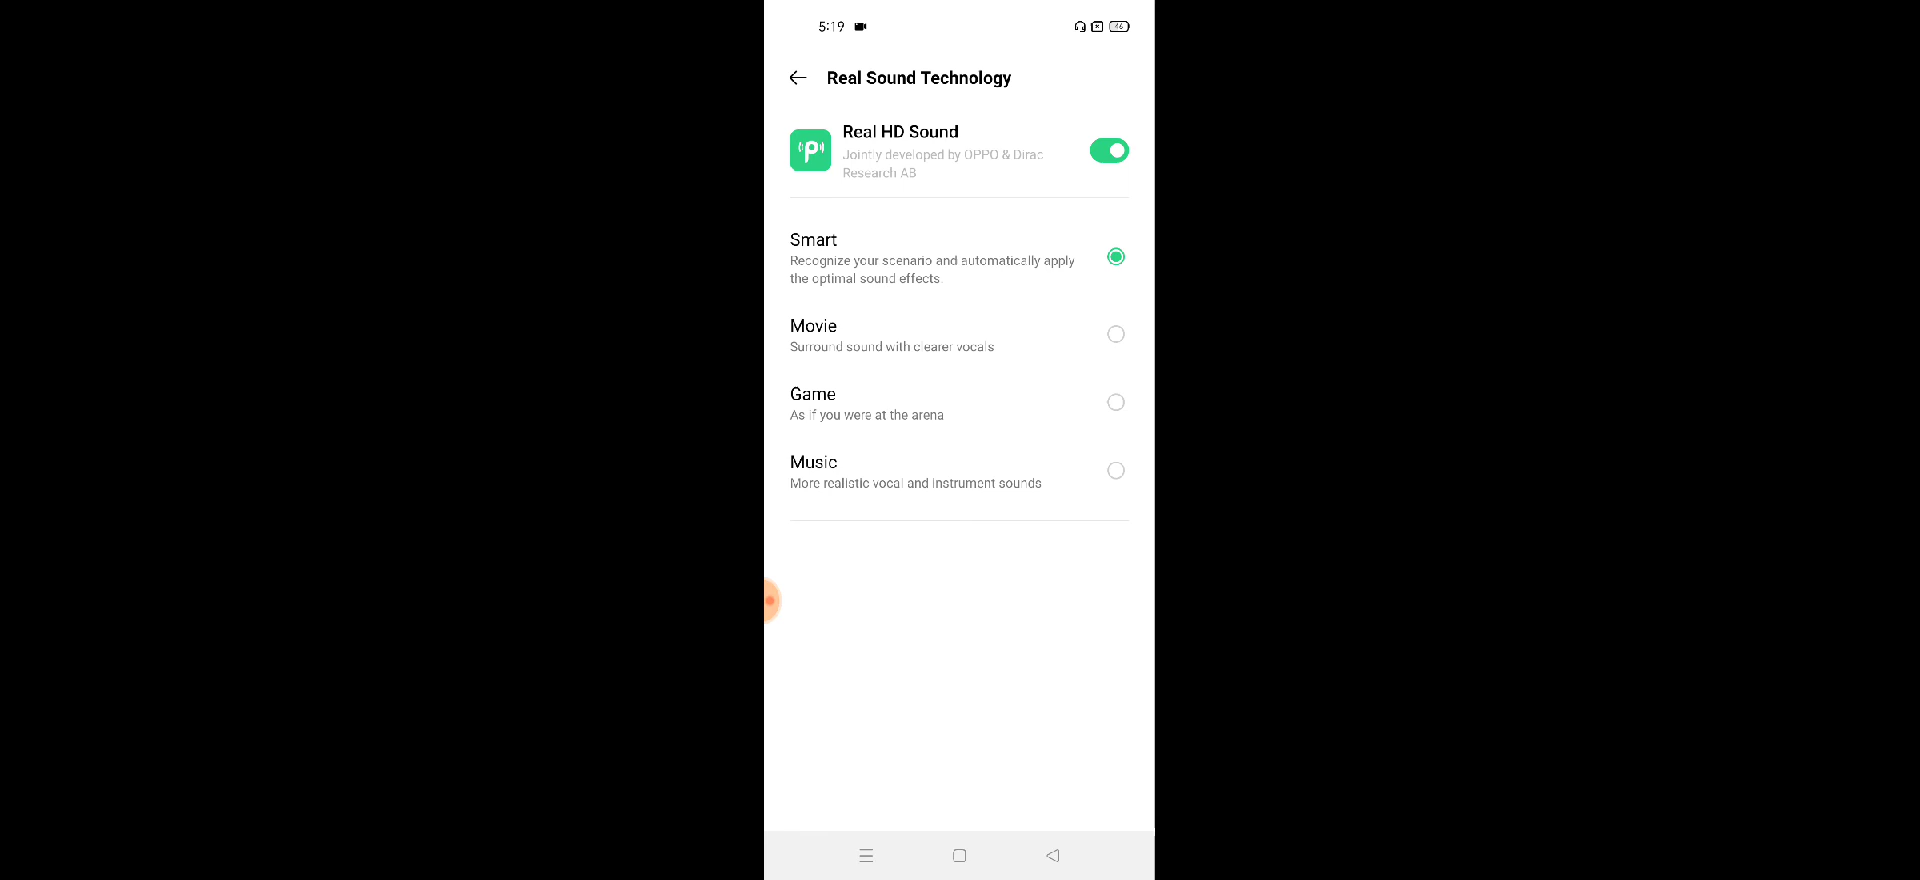 5:19
46
Real Sound Technology
Real HD Sound
Jointly developed by OPPO & Dirac
Research AB
Smart
Recognize your scenario and automatically apply
the optimal sound effects.
Movie
Surround sound with clearer vocals
Game
As if you were at the arena
Music
More realistic vocal and instrument sounds